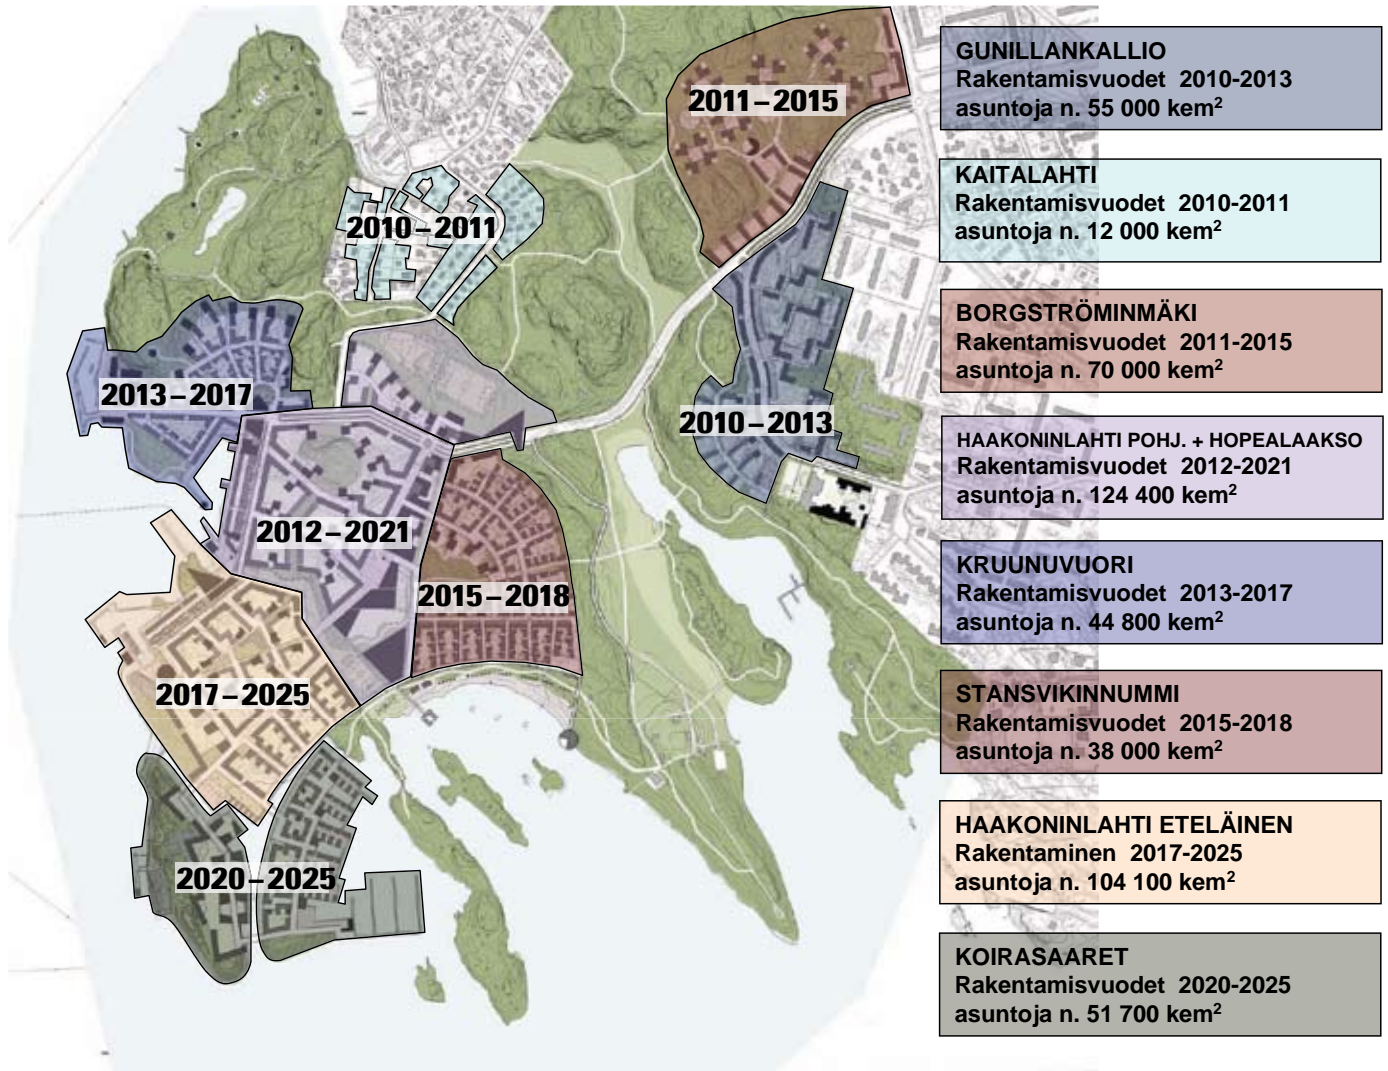 2011–2015
2010–2011
2013–2017
2010–2013
2012–2021
2015–2018
2017–2025
2020–2025
GUNILLANKALLIO
Rakentamisvuodet 2010-2013
asuntoja n. 55 000 kem²
KAITALAHTI
Rakentamisvuodet 2010-2011
asuntoja n. 12 000 kem²
BORGSTRÖMINMÄKI
Rakentamisvuodet 2011-2015
asuntoja n. 70 000 kem²
HAAKONINLAHTI POHJ. + HOPEALAAKSO
Rakentamisvuodet 2012-2021
asuntoja n. 124 400 kem²
KRUUNUVUORI
Rakentamisvuodet 2013-2017
asuntoja n. 44 800 kem²
STANSVIKINNUMMI
Rakentamisvuodet 2015-2018
asuntoja n. 38 000 kem²
HAAKONINLAHTI ETELÄINEN
Rakentaminen 2017-2025
asuntoja n. 104 100 kem²
KOIRASAARET
Rakentamisvuodet 2020-2025
asuntoja n. 51 700 kem²